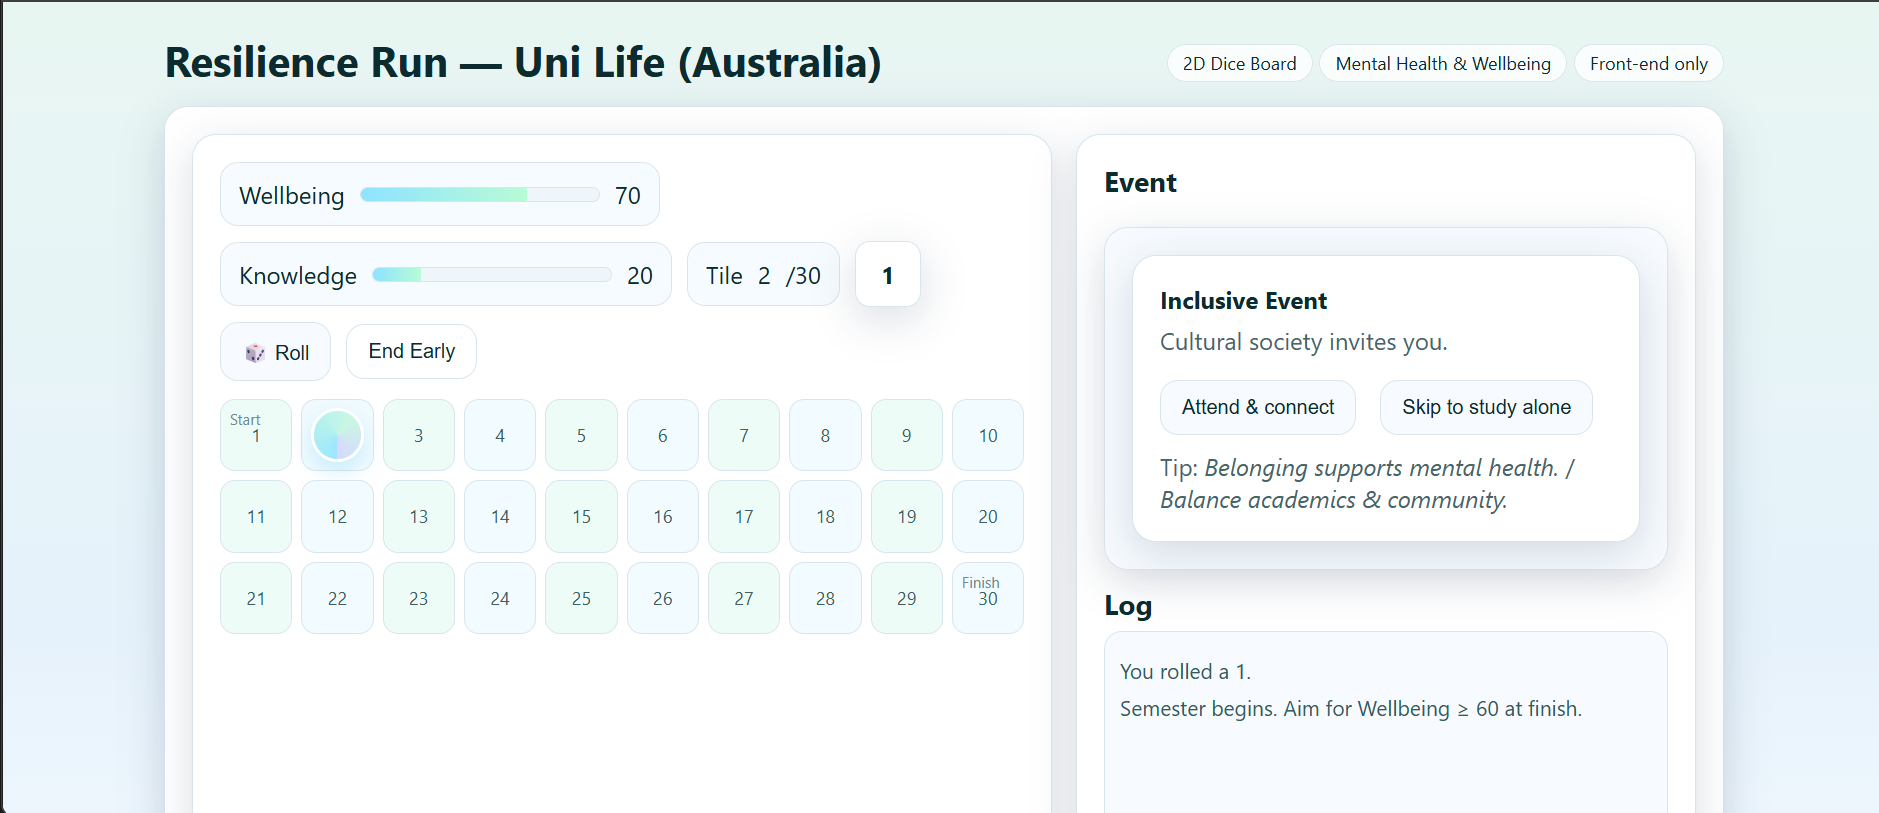 Resilience Run — Uni Life (Australia)
2D Dice Board
Mental Health & Wellbeing
Front-end only
Wellbeing 70
Knowledge 20
Tile 2 /30
1
Roll
End Early
Start
1 3 4 5 6 7 8 9 10
11 12 13 14 15 16 17 18 19 20
21 22 23 24 25 26 27 28 29
Finish
30
Event
Inclusive Event
Cultural society invites you.
Attend & connect
Skip to study alone
Tip: Belonging supports mental health. /
Balance academics & community.
Log
You rolled a 1.
Semester begins. Aim for Wellbeing ≥ 60 at finish.